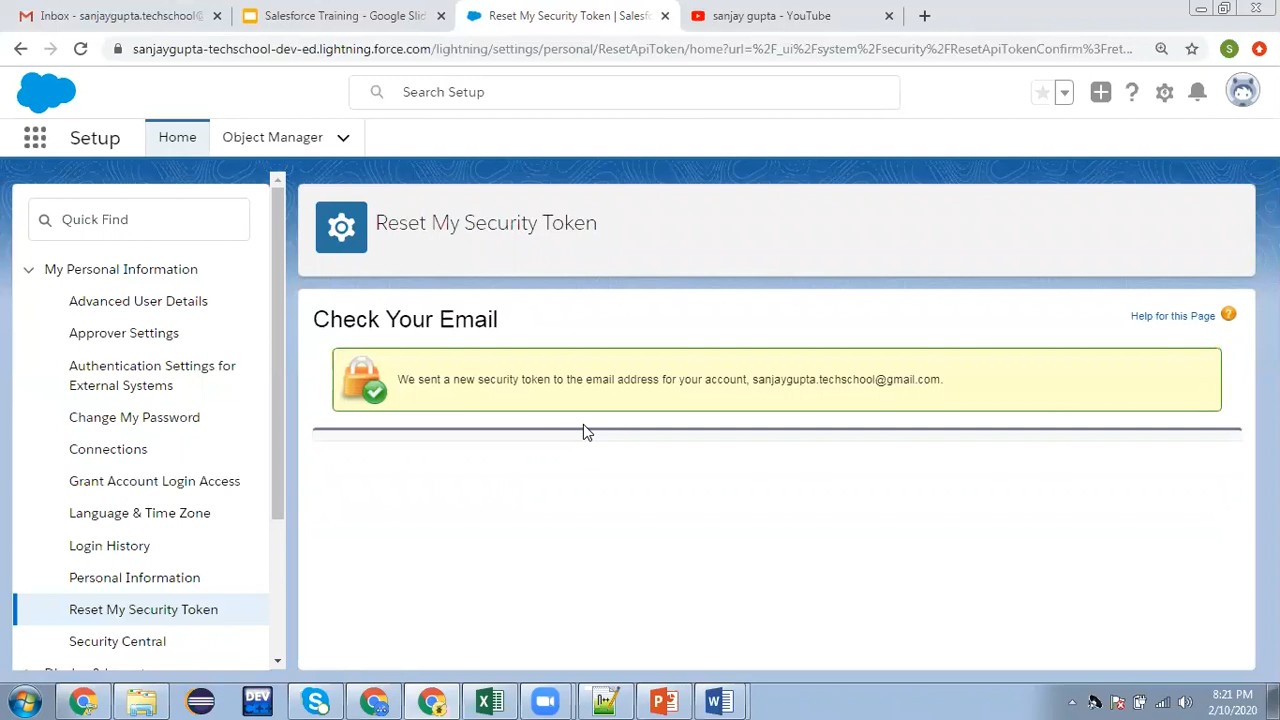 Inbox - sanjaygupta.techschool@
Salesforce Training - Google Slid
Reset My Security Token | Salesf
sanjay gupta - YouTube
sanjaygupta-techschool-dev-ed.lightning.force.com/lightning/settings/personal/ResetApiToken/home?url=%2F_ui%2Fsystem%2Fsecurity%2FResetApiTokenConfirm%3Fret...
S
Search Setup
Setup
Home
Object Manager
Quick Find
My Personal Information
Advanced User Details
Approver Settings
Authentication Settings for
External Systems
Change My Password
Connections
Grant Account Login Access
Language & Time Zone
Login History
Personal Information
Reset My Security Token
Security Central
Reset My Security Token
Check Your Email
Help for this Page
We sent a new security token to the email address for your account, sanjaygupta.techschool@gmail.com.
DEV
8:21 PM
2/10/2020